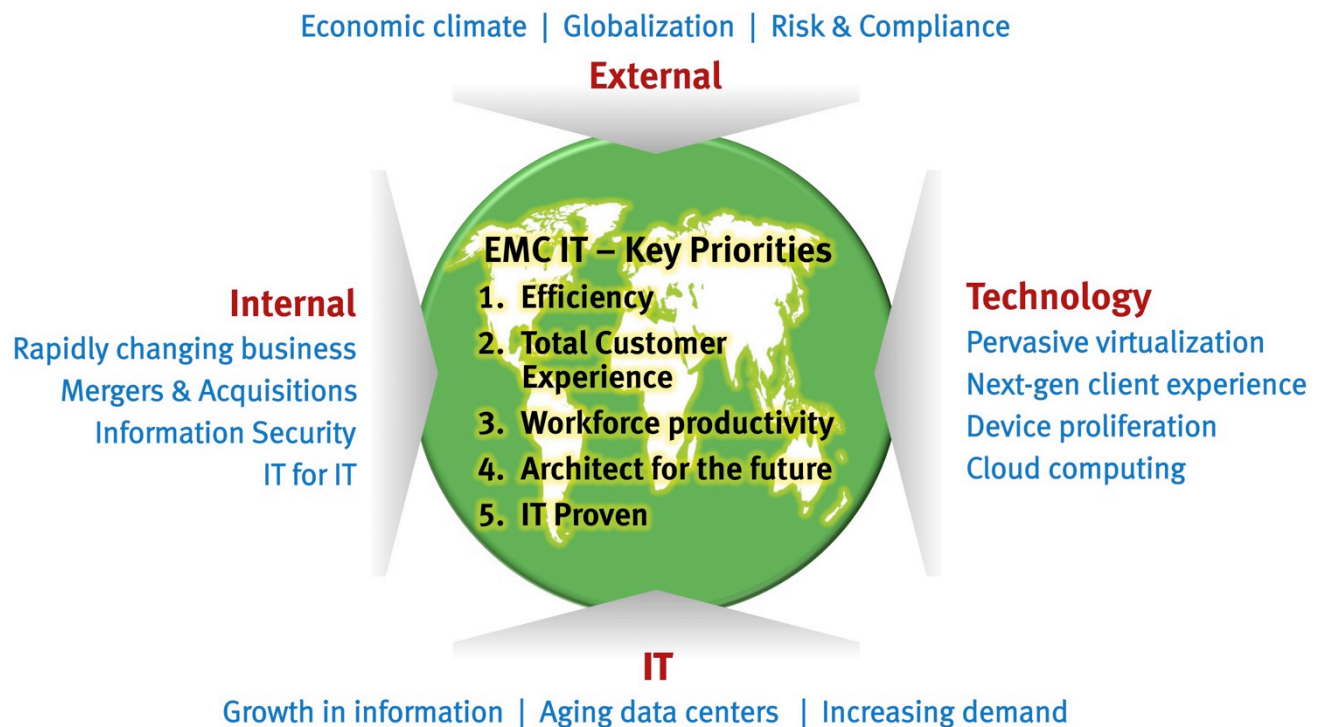 Economic climate | Globalization | Risk & Compliance
External
EMC IT – Key Priorities
1. Efficiency
2. Total Customer
Experience
3. Workforce productivity
4. Architect for the future
5. IT Proven
Internal
Rapidly changing business
Mergers & Acquisitions
Information Security
IT for IT
Technology
Pervasive virtualization
Next-gen client experience
Device proliferation
Cloud computing
IT
Growth in information | Aging data centers | Increasing demand